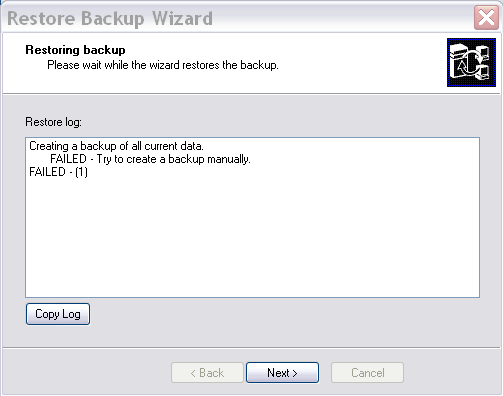 Restore Backup Wizard
Restoring backup
Please wait while the wizard restores the backup.
Restore log:
Creating a backup of all current data.
FAILED - Try to create a backup manually.
FAILED - (1)
Copy Log
< Back
Next >
Cancel